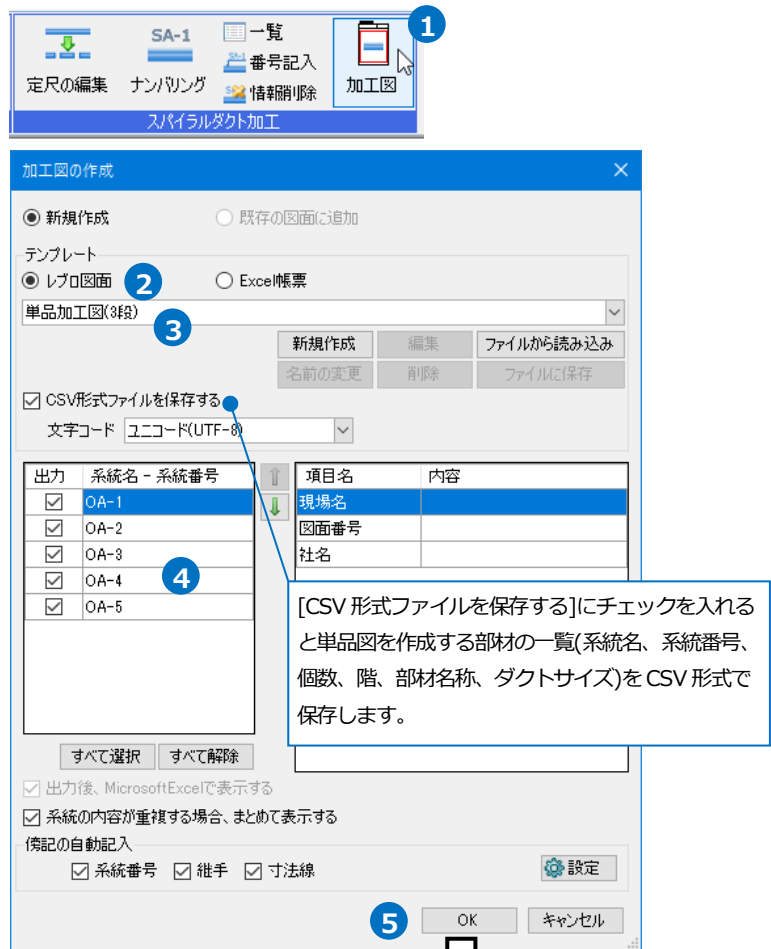 1
SA-1
一覧
番号記入
情報削除
定尺の編集
ナンバリング
加工図
スパイラルダクト加工
加工図の作成
新規作成
既存の図面に追加
テンプレート
レブロ図面
2
Excel帳票
単品加工図(3段)
3
新規作成
編集
ファイルから読み込み
名前の変更
削除
ファイルに保存
CSV形式ファイルを保存する
文字コード
ユニコード(UTF-8)
出力
系統名 - 系統番号
OA-1
OA-2
OA-3
OA-4
OA-5
4
項目名
内容
現場名
図面番号
社名
[CSV 形式ファイルを保存する]にチェックを入れる
と単品図を作成する部材の一覧(系統名、系統番号、
個数、階、部材名称、ダクトサイズ)を CSV 形式で
保存します。
すべて選択
すべて解除
出力後、MicrosoftExcelで表示する
系統の内容が重複する場合、まとめて表示する
傍記の自動記入
系統番号
継手
寸法線
設定
5
OK
キャンセル